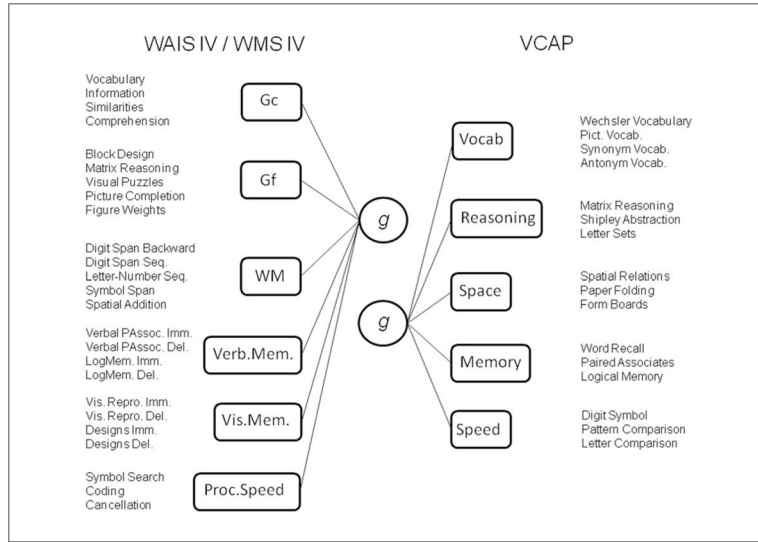 WAIS IV / WMS IV
VCAP
Vocabulary
Information
Similarities
Comprehension
Gc
Block Design
Matrix Reasoning
Visual Puzzles
Picture Completion
Figure Weights
Gf
Digit Span Backward
Digit Span Seq.
Letter-Number Seq.
Symbol Span
Spatial Addition
WM
Verbal PAssoc. Imm.
Verbal PAssoc. Del.
LogMem. Imm.
LogMem. Del.
Verb.Mem.
Vis. Repro. Imm.
Vis. Repro. Del.
Designs Imm.
Designs Del.
Vis.Mem.
Symbol Search
Coding
Cancellation
Proc.Speed
g
g
Vocab
Wechsler Vocabulary
Pict. Vocab.
Synonym Vocab.
Antonym Vocab.
Reasoning
Matrix Reasoning
Shipley Abstraction
Letter Sets
Space
Spatial Relations
Paper Folding
Form Boards
Memory
Word Recall
Paired Associates
Logical Memory
Speed
Digit Symbol
Pattern Comparison
Letter Comparison